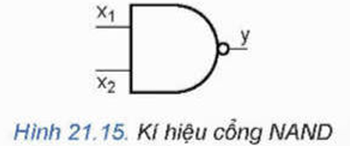 x1
y
x2
Hình 21.15. Kí hiệu cổng NAND